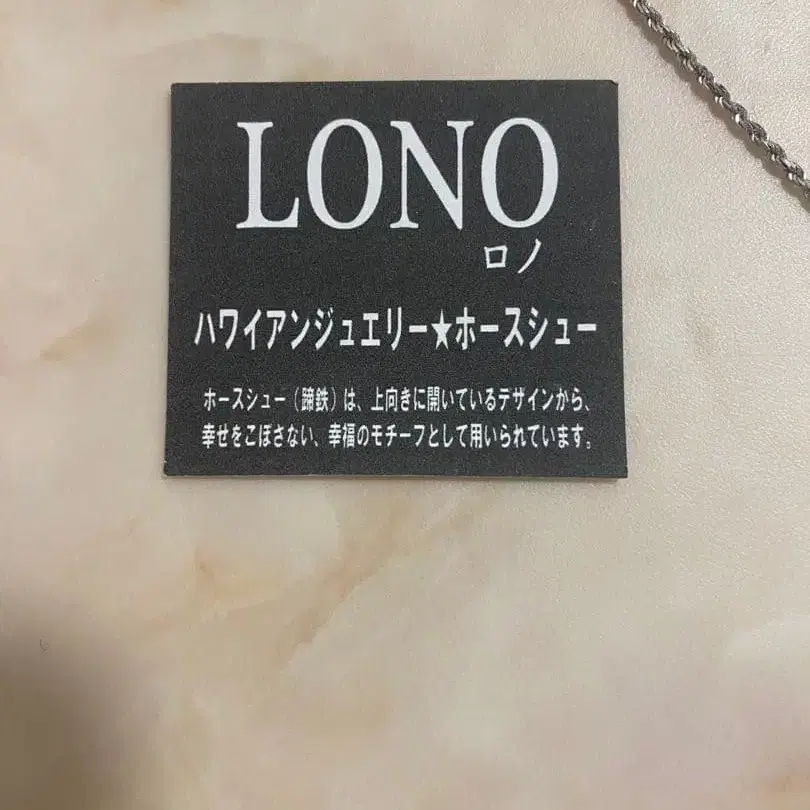 LONO
ロノ
ハワイアンジュエリー★ホースシュー
ホースシュー(蹄鉄)は、上向きに開いているデザインから、
幸せをこぼさない、幸福のモチーフとして用いられています。